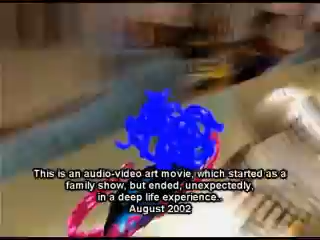 This is an audio-video art movie, which started as a
family show, but ended, unexpectedly,
in a deep life experience.
August 2002